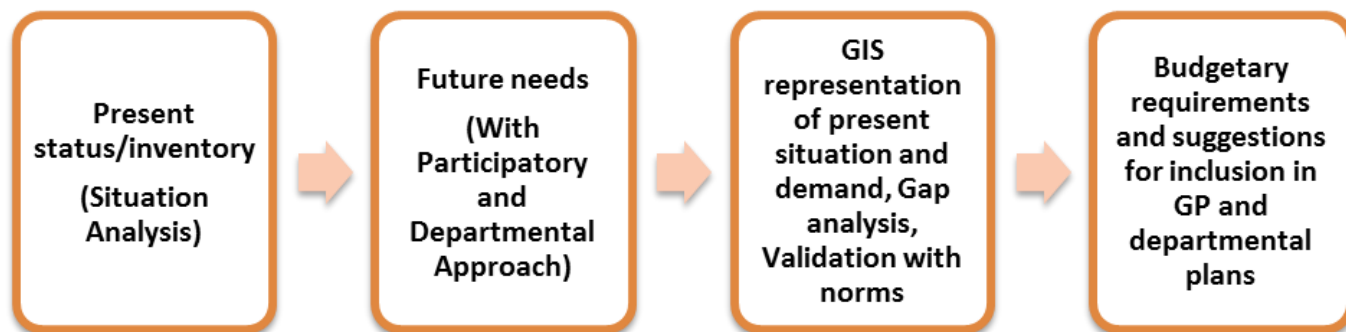 Present
status/inventory
(Situation
Analysis)
Future needs
(With
Participatory
and
Departmental
Approach)
GIS
representation
of present
situation and
demand, Gap
analysis,
Validation with
norms
Budgetary
requirements
and suggestions
for inclusion in
GP and
departmental
plans